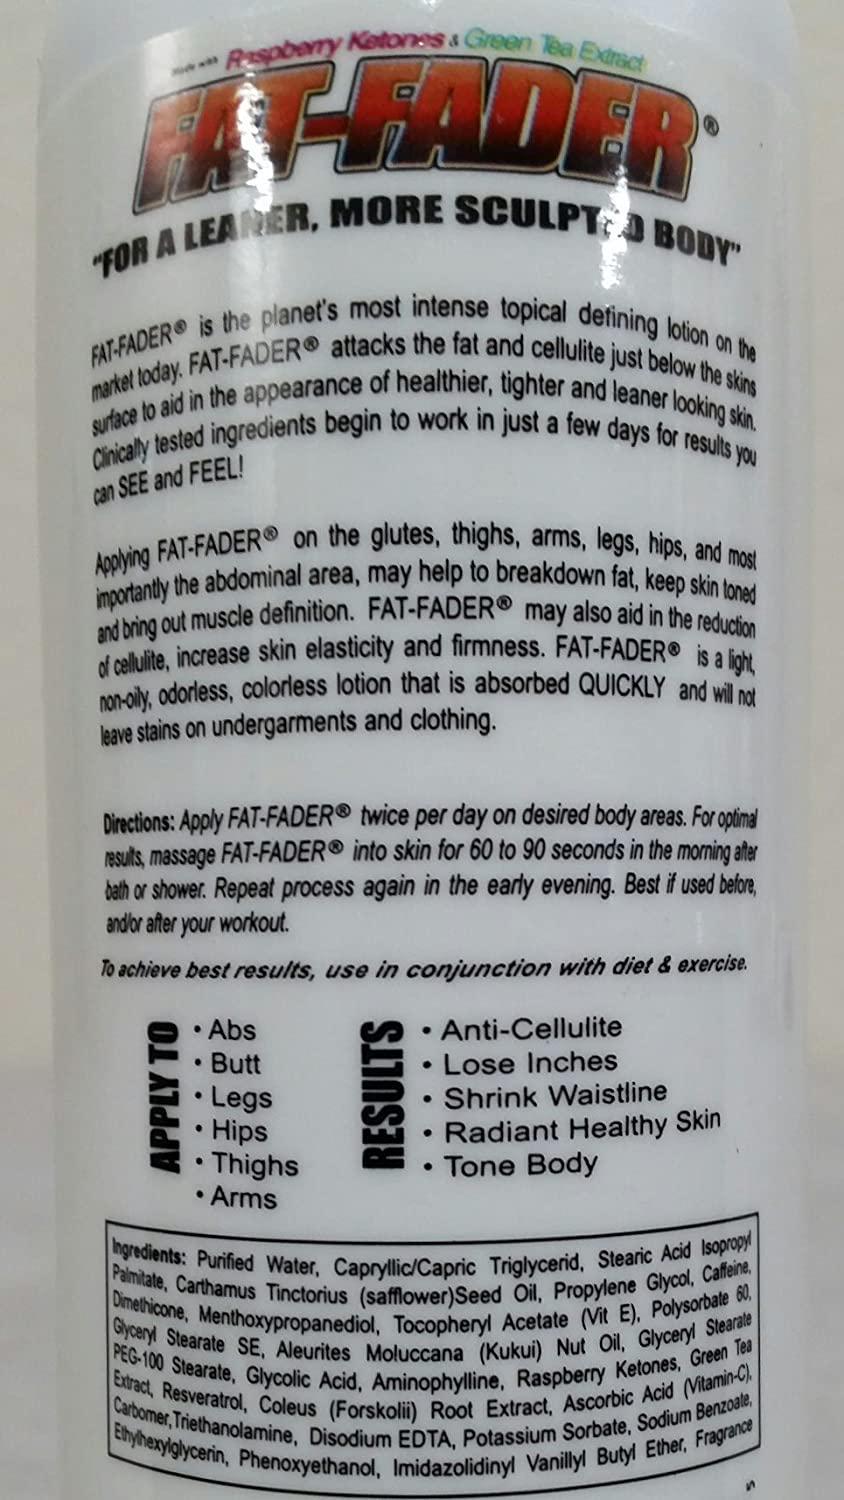 Made with Raspberry Ketones & Green Tea Extract
FAT-FADER®
"FOR A LEANER, MORE SCULPTED BODY"
FAT-FADER® is the planet's most intense topical defining lotion on the
market today. FAT-FADER® attacks the fat and cellulite just below the skins
surface to aid in the appearance of healthier, tighter and leaner looking skin.
Clinically tested ingredients begin to work in just a few days for results you
can SEE and FEEL!
Applying FAT-FADER® on the glutes, thighs, arms, legs, hips, and most
importantly the abdominal area, may help to breakdown fat, keep skin toned
and bring out muscle definition. FAT-FADER® may also aid in the reduction
of cellulite, increase skin elasticity and firmness. FAT-FADER® is a light,
non-oily, odorless, colorless lotion that is absorbed QUICKLY and will not
leave stains on undergarments and clothing.
Directions: Apply FAT-FADER® twice per day on desired body areas. For optimal
results, massage FAT-FADER® into skin for 60 to 90 seconds in the morning after
bath or shower. Repeat process again in the early evening. Best if used before,
and/or after your workout.
To achieve best results, use in conjunction with diet & exercise.
APPLY TO
• Abs
• Butt
• Legs
• Hips
• Thighs
• Arms
RESULTS
• Anti-Cellulite
• Lose Inches
• Shrink Waistline
• Radiant Healthy Skin
• Tone Body
Ingredients: Purified Water, Capryllic/Capric Triglycerid, Stearic Acid Isopropyl
Palmitate, Carthamus Tinctorius (safflower)Seed Oil, Propylene Glycol, Caffeine,
Dimethicone, Menthoxypropanediol, Tocopheryl Acetate (Vit E), Polysorbate 60,
Glyceryl Stearate SE, Aleurites Moluccana (Kukui) Nut Oil, Glyceryl Stearate
PEG-100 Stearate, Glycolic Acid, Aminophylline, Raspberry Ketones, Green Tea
Extract, Resveratrol, Coleus (Forskolii) Root Extract, Ascorbic Acid (Vitamin-C),
Carbomer,Triethanolamine, Disodium EDTA, Potassium Sorbate, Sodium Benzoate,
Ethylhexylglycerin, Phenoxyethanol, Imidazolidinyl Vanillyl Butyl Ether, Fragrance